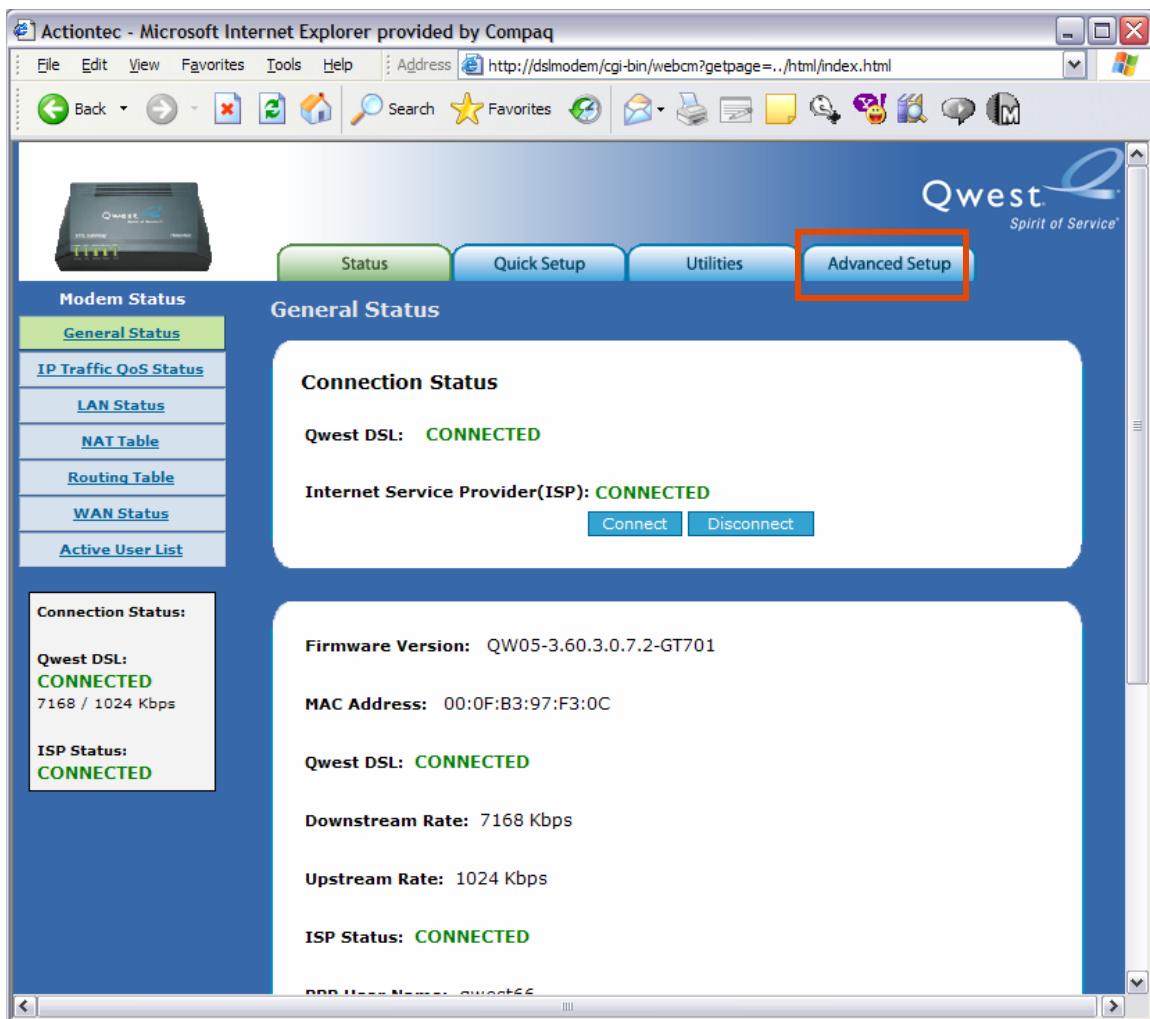 Actiontec - Microsoft Internet Explorer provided by Compaq
File Edit View Favorites Tools Help Address http://dslmodem/cgi-bin/webcm?getpage=../html/index.html
Back Search Favorites
Qwest
Qwest
Spirit of Service
Status Quick Setup Utilities Advanced Setup
Modem Status
General Status
IP Traffic QoS Status
LAN Status
NAT Table
Routing Table
WAN Status
Active User List
Connection Status:
Qwest DSL:
CONNECTED
7168 / 1024 Kbps
ISP Status:
CONNECTED
General Status
Connection Status
Qwest DSL: CONNECTED
Internet Service Provider(ISP): CONNECTED
Connect Disconnect
Firmware Version: QW05-3.60.3.0.7.2-GT701
MAC Address: 00:0F:B3:97:F3:0C
Qwest DSL: CONNECTED
Downstream Rate: 7168 Kbps
Upstream Rate: 1024 Kbps
ISP Status: CONNECTED